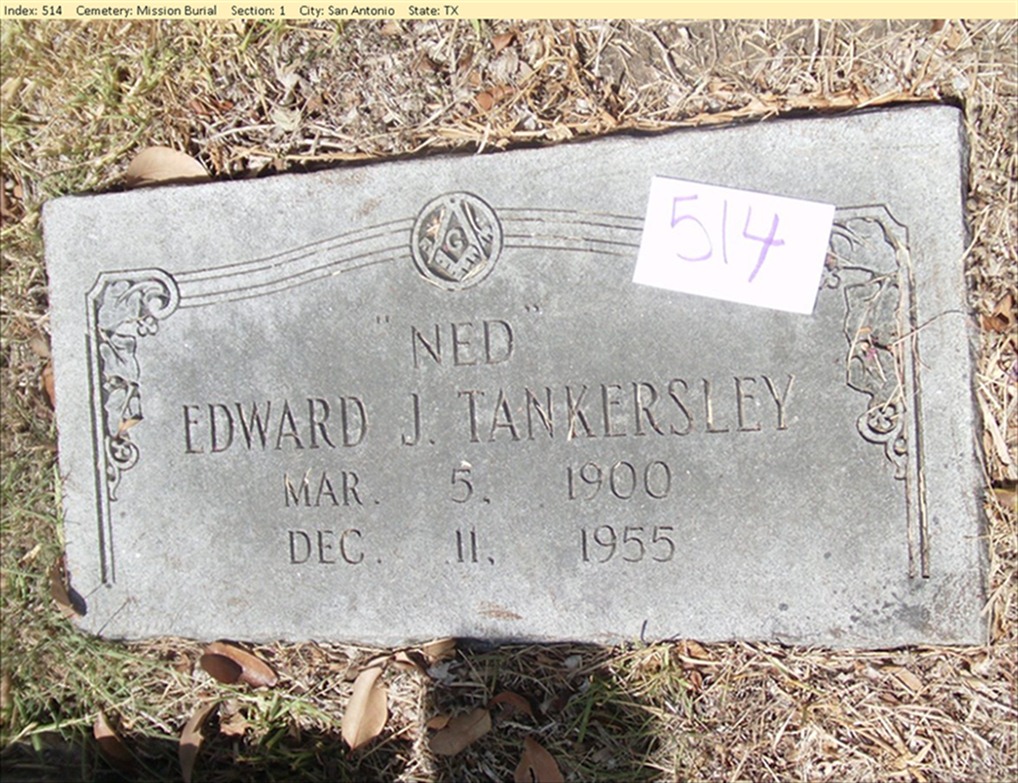 Index: 514 Cemetery: Mission Burial Section: 1 City: San Antonio State: TX
514
G
"NED"
EDWARD J. TANKERSLEY
MAR. 5, 1900
DEC. 11, 1955